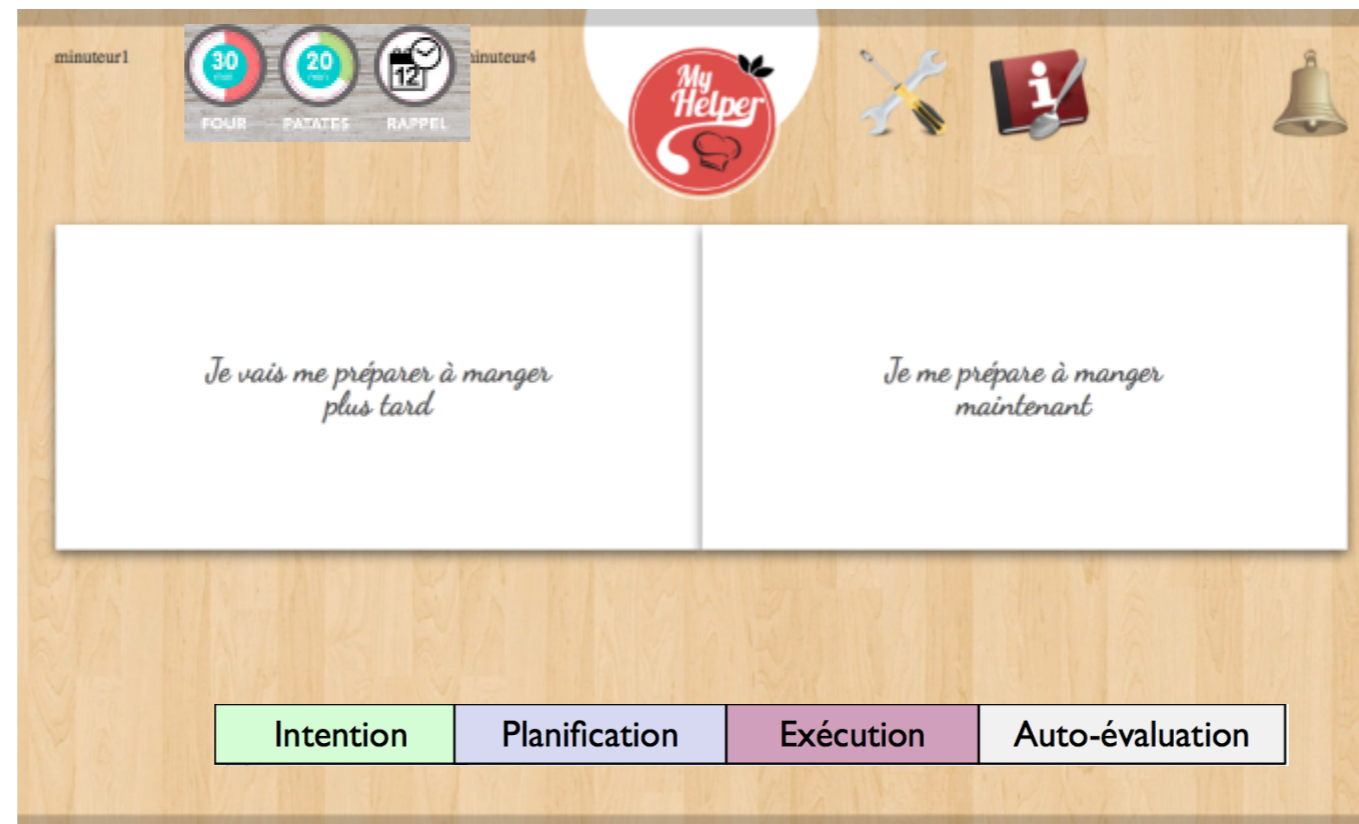 minuteur1
30
20
12
FOUR
PATATES
RAPPEL
inuteur4
My
Helper
i
Je vais me préparer à manger
plus tard
Je me prépare à manger
maintenant
Intention
Planification
Exécution
Auto-évaluation